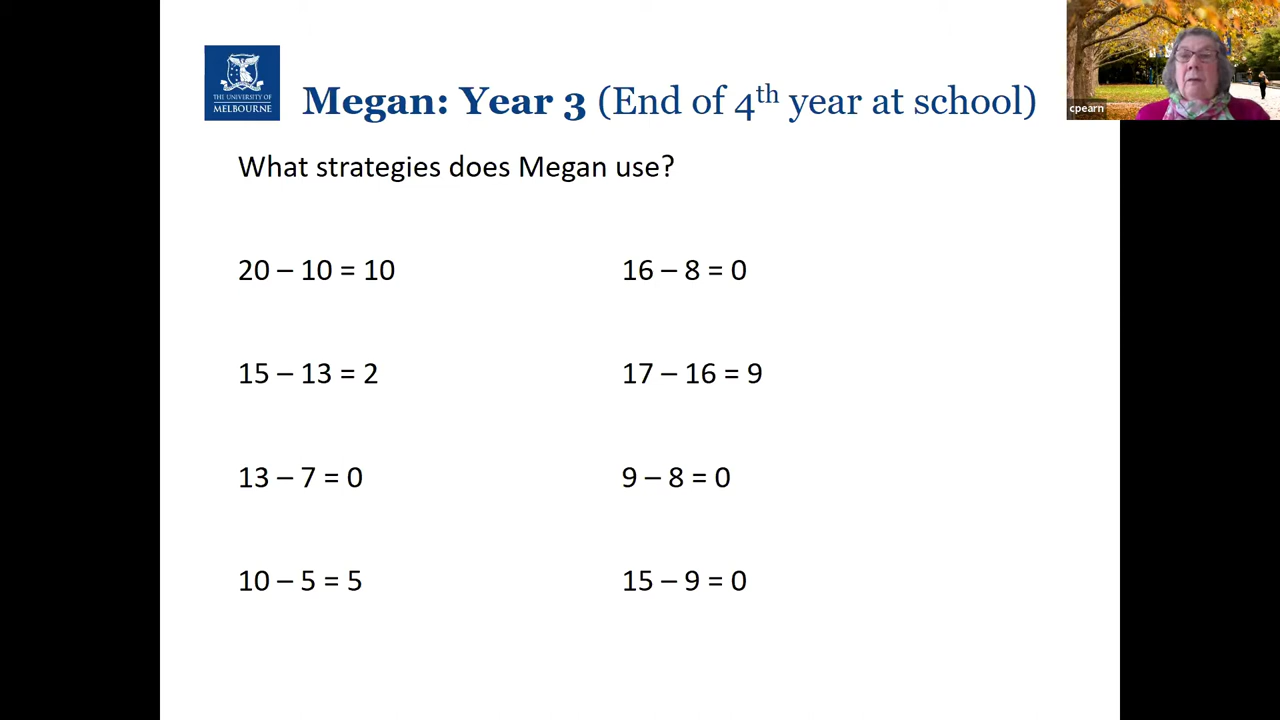 THE UNIVERSITY OF
MELBOURNE
Megan: Year 3 (End of 4th year at school)
cpearn
What strategies does Megan use?
20 – 10 = 10
16 – 8 = 0
15 – 13 = 2
17 – 16 = 9
13 – 7 = 0
9 – 8 = 0
10 – 5 = 5
15 – 9 = 0